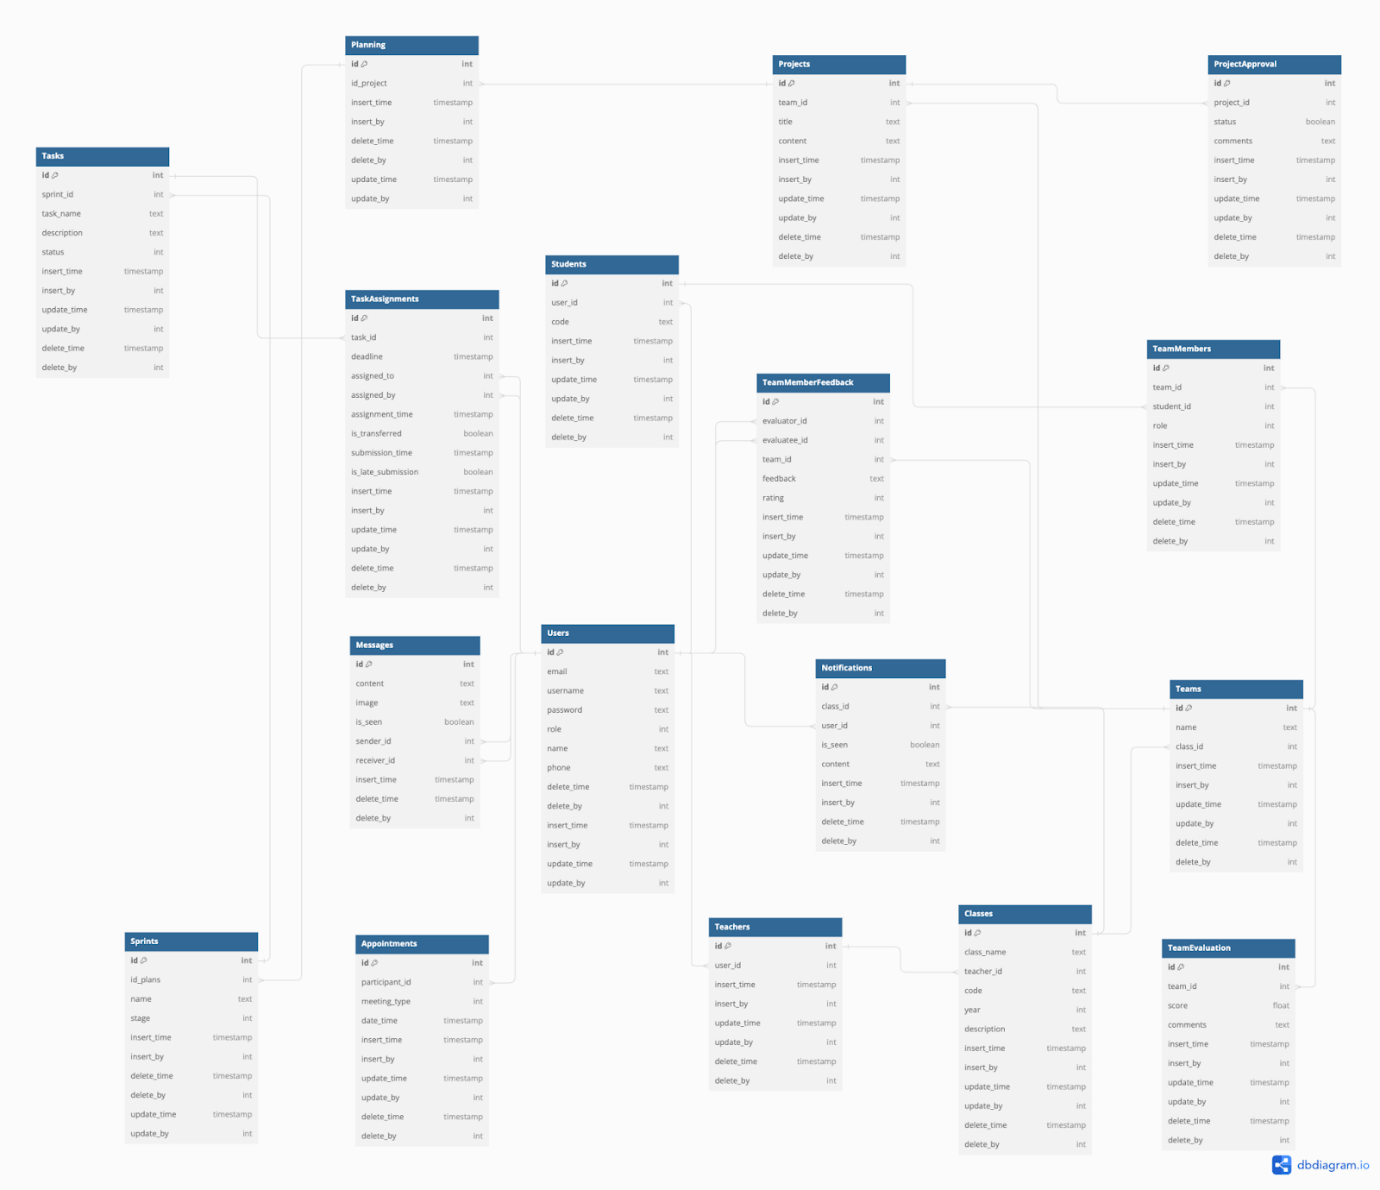 Planning
id int
id_project int
insert_time timestamp
insert_by int
delete_time timestamp
delete_by int
update_time timestamp
update_by int
Projects
id int
team_id int
title text
content text
insert_time timestamp
insert_by int
update_time timestamp
update_by int
delete_time timestamp
delete_by int
ProjectApproval
id int
project_id int
status boolean
comments text
insert_time timestamp
insert_by int
update_time timestamp
update_by int
delete_time timestamp
delete_by int
Tasks
id int
sprint_id int
task_name text
description text
status int
insert_time timestamp
insert_by int
update_time timestamp
update_by int
delete_time timestamp
delete_by int
Students
id int
user_id int
code text
insert_time timestamp
insert_by int
update_time timestamp
update_by int
delete_time timestamp
delete_by int
TaskAssignments
id int
task_id int
deadline timestamp
assigned_to int
assigned_by int
assignment_time timestamp
is_transferred boolean
submission_time timestamp
is_late_submission boolean
insert_time timestamp
insert_by int
update_time timestamp
update_by int
delete_time timestamp
delete_by int
TeamMembers
id int
team_id int
student_id int
role int
insert_time timestamp
insert_by int
update_time timestamp
update_by int
delete_time timestamp
delete_by int
TeamMemberFeedback
id int
evaluator_id int
evaluatee_id int
team_id int
feedback text
rating int
insert_time timestamp
insert_by int
update_time timestamp
update_by int
delete_time timestamp
delete_by int
Users
id int
email text
username text
password text
role int
name text
phone text
delete_time timestamp
delete_by int
insert_time timestamp
insert_by int
update_time timestamp
update_by int
Messages
id int
content text
image text
is_seen boolean
sender_id int
receiver_id int
insert_time timestamp
delete_time timestamp
delete_by int
Notifications
id int
class_id int
user_id int
is_seen boolean
content text
insert_time timestamp
insert_by int
delete_time timestamp
delete_by int
Teams
id int
name text
class_id int
insert_time timestamp
insert_by int
update_time timestamp
update_by int
delete_time timestamp
delete_by int
Sprints
id int
id_plans int
name text
stage int
insert_time timestamp
insert_by int
delete_time timestamp
delete_by int
update_time timestamp
update_by int
Appointments
id int
participant_id int
meeting_type int
date_time timestamp
insert_time timestamp
insert_by int
update_time timestamp
update_by int
delete_time timestamp
delete_by int
Teachers
id int
user_id int
insert_time timestamp
insert_by int
update_time timestamp
update_by int
delete_time timestamp
delete_by int
Classes
id int
class_name text
teacher_id int
code text
year int
description text
insert_time timestamp
insert_by int
update_time timestamp
update_by int
delete_time timestamp
delete_by int
TeamEvaluation
id int
team_id int
score float
comments text
insert_time timestamp
insert_by int
update_time timestamp
update_by int
delete_time timestamp
delete_by int
dbdiagram.io